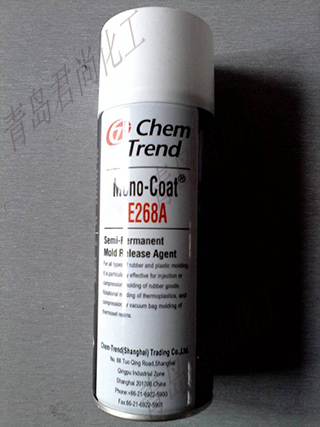 青岛君尚化工
Chem
Trend
Mono-Coat®
E268A
Semi-Permanent
Mold Release Agent
For all types of rubber and plastic molding.
It is particularly effective for injection or
compression molding of rubber goods.
Rotational molding of thermoplastics, and
compression or vacuum bag molding of
thermoset resins.
Chem-Trend(Shanghai) Trading Co.,Ltd.
No. 88 Tuo Qing Road,Shanghai
Qingpu Industrial Zone
Shanghai 201700 China
Phone:+86-21-6922-5900
Fax:86-21-6922-5901